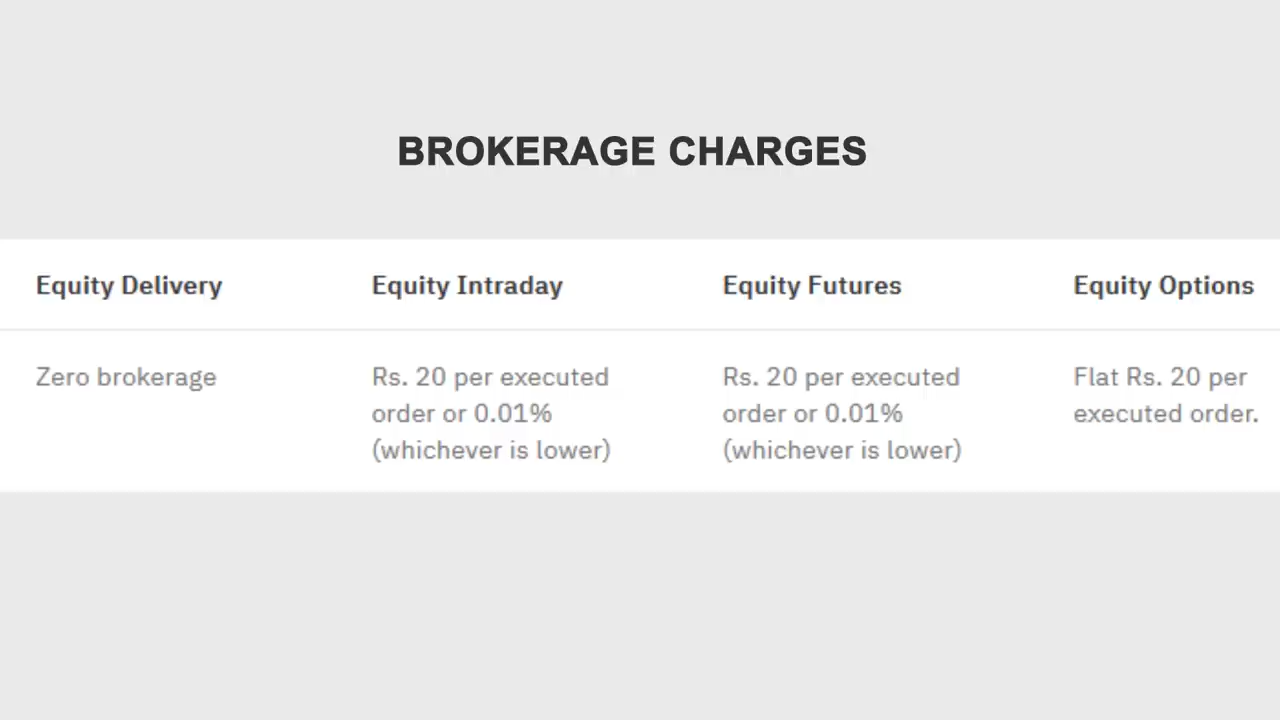 BROKERAGE CHARGES
Equity Delivery
Equity Intraday
Equity Futures
Equity Options
Zero brokerage
Rs. 20 per executed
order or 0.01%
(whichever is lower)
Rs. 20 per executed
order or 0.01%
(whichever is lower)
Flat Rs. 20 per
executed order.